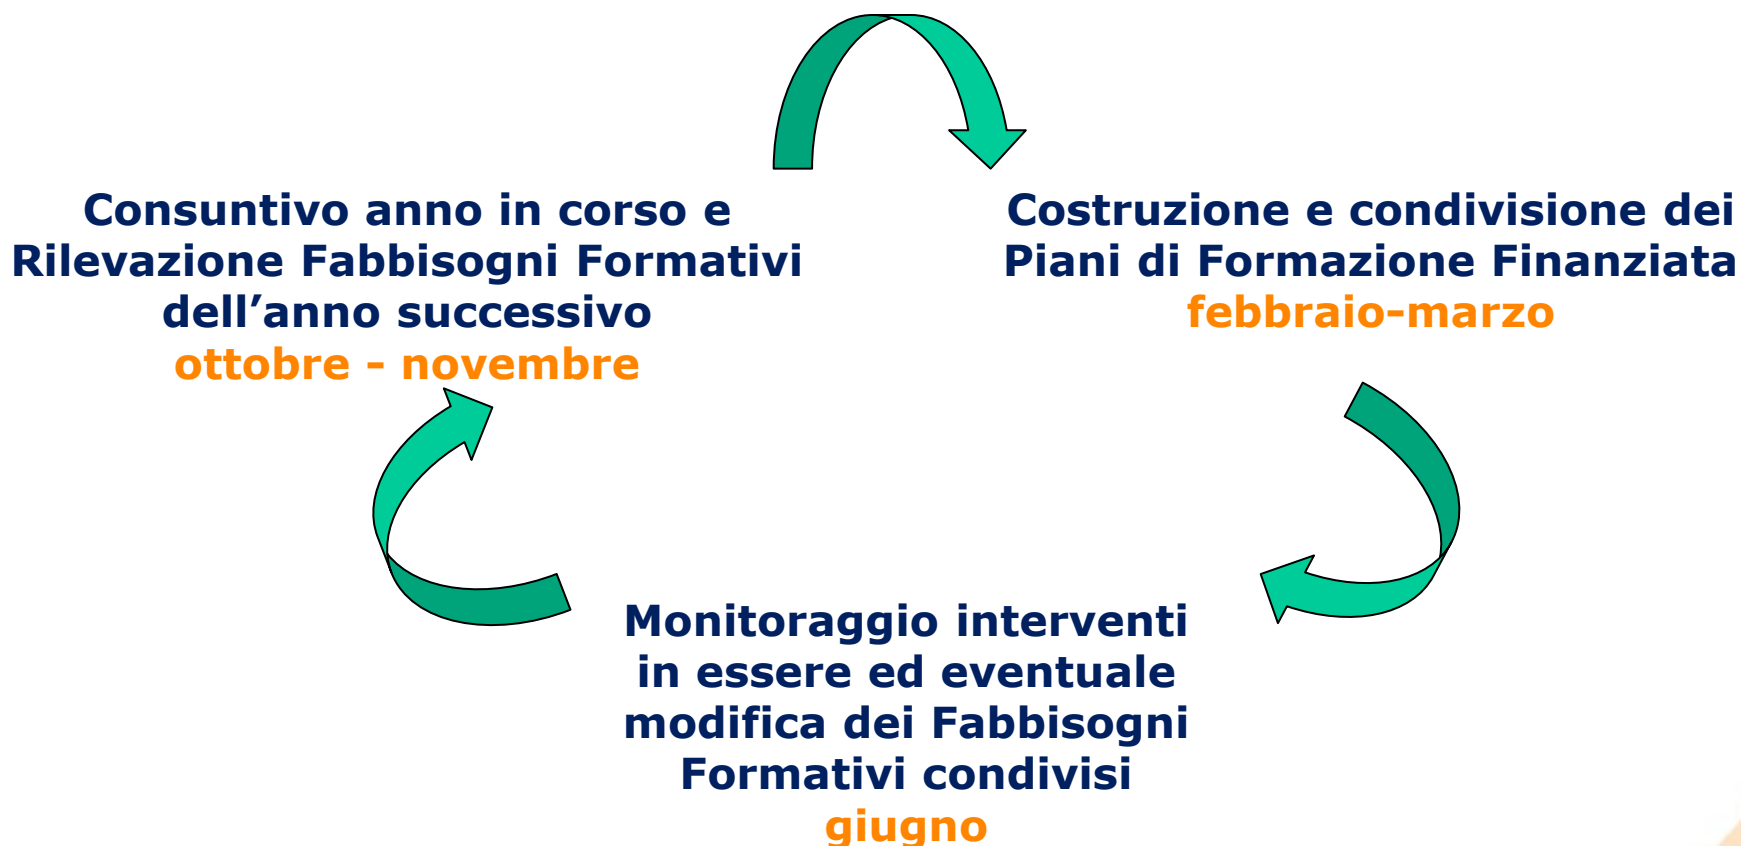 Consuntivo anno in corso e
Rilevazione Fabbisogni Formativi
dell’anno successivo
ottobre - novembre
Costruzione e condivisione dei
Piani di Formazione Finanziata
febbraio-marzo
Monitoraggio interventi
in essere ed eventuale
modifica dei Fabbisogni
Formativi condivisi
giugno